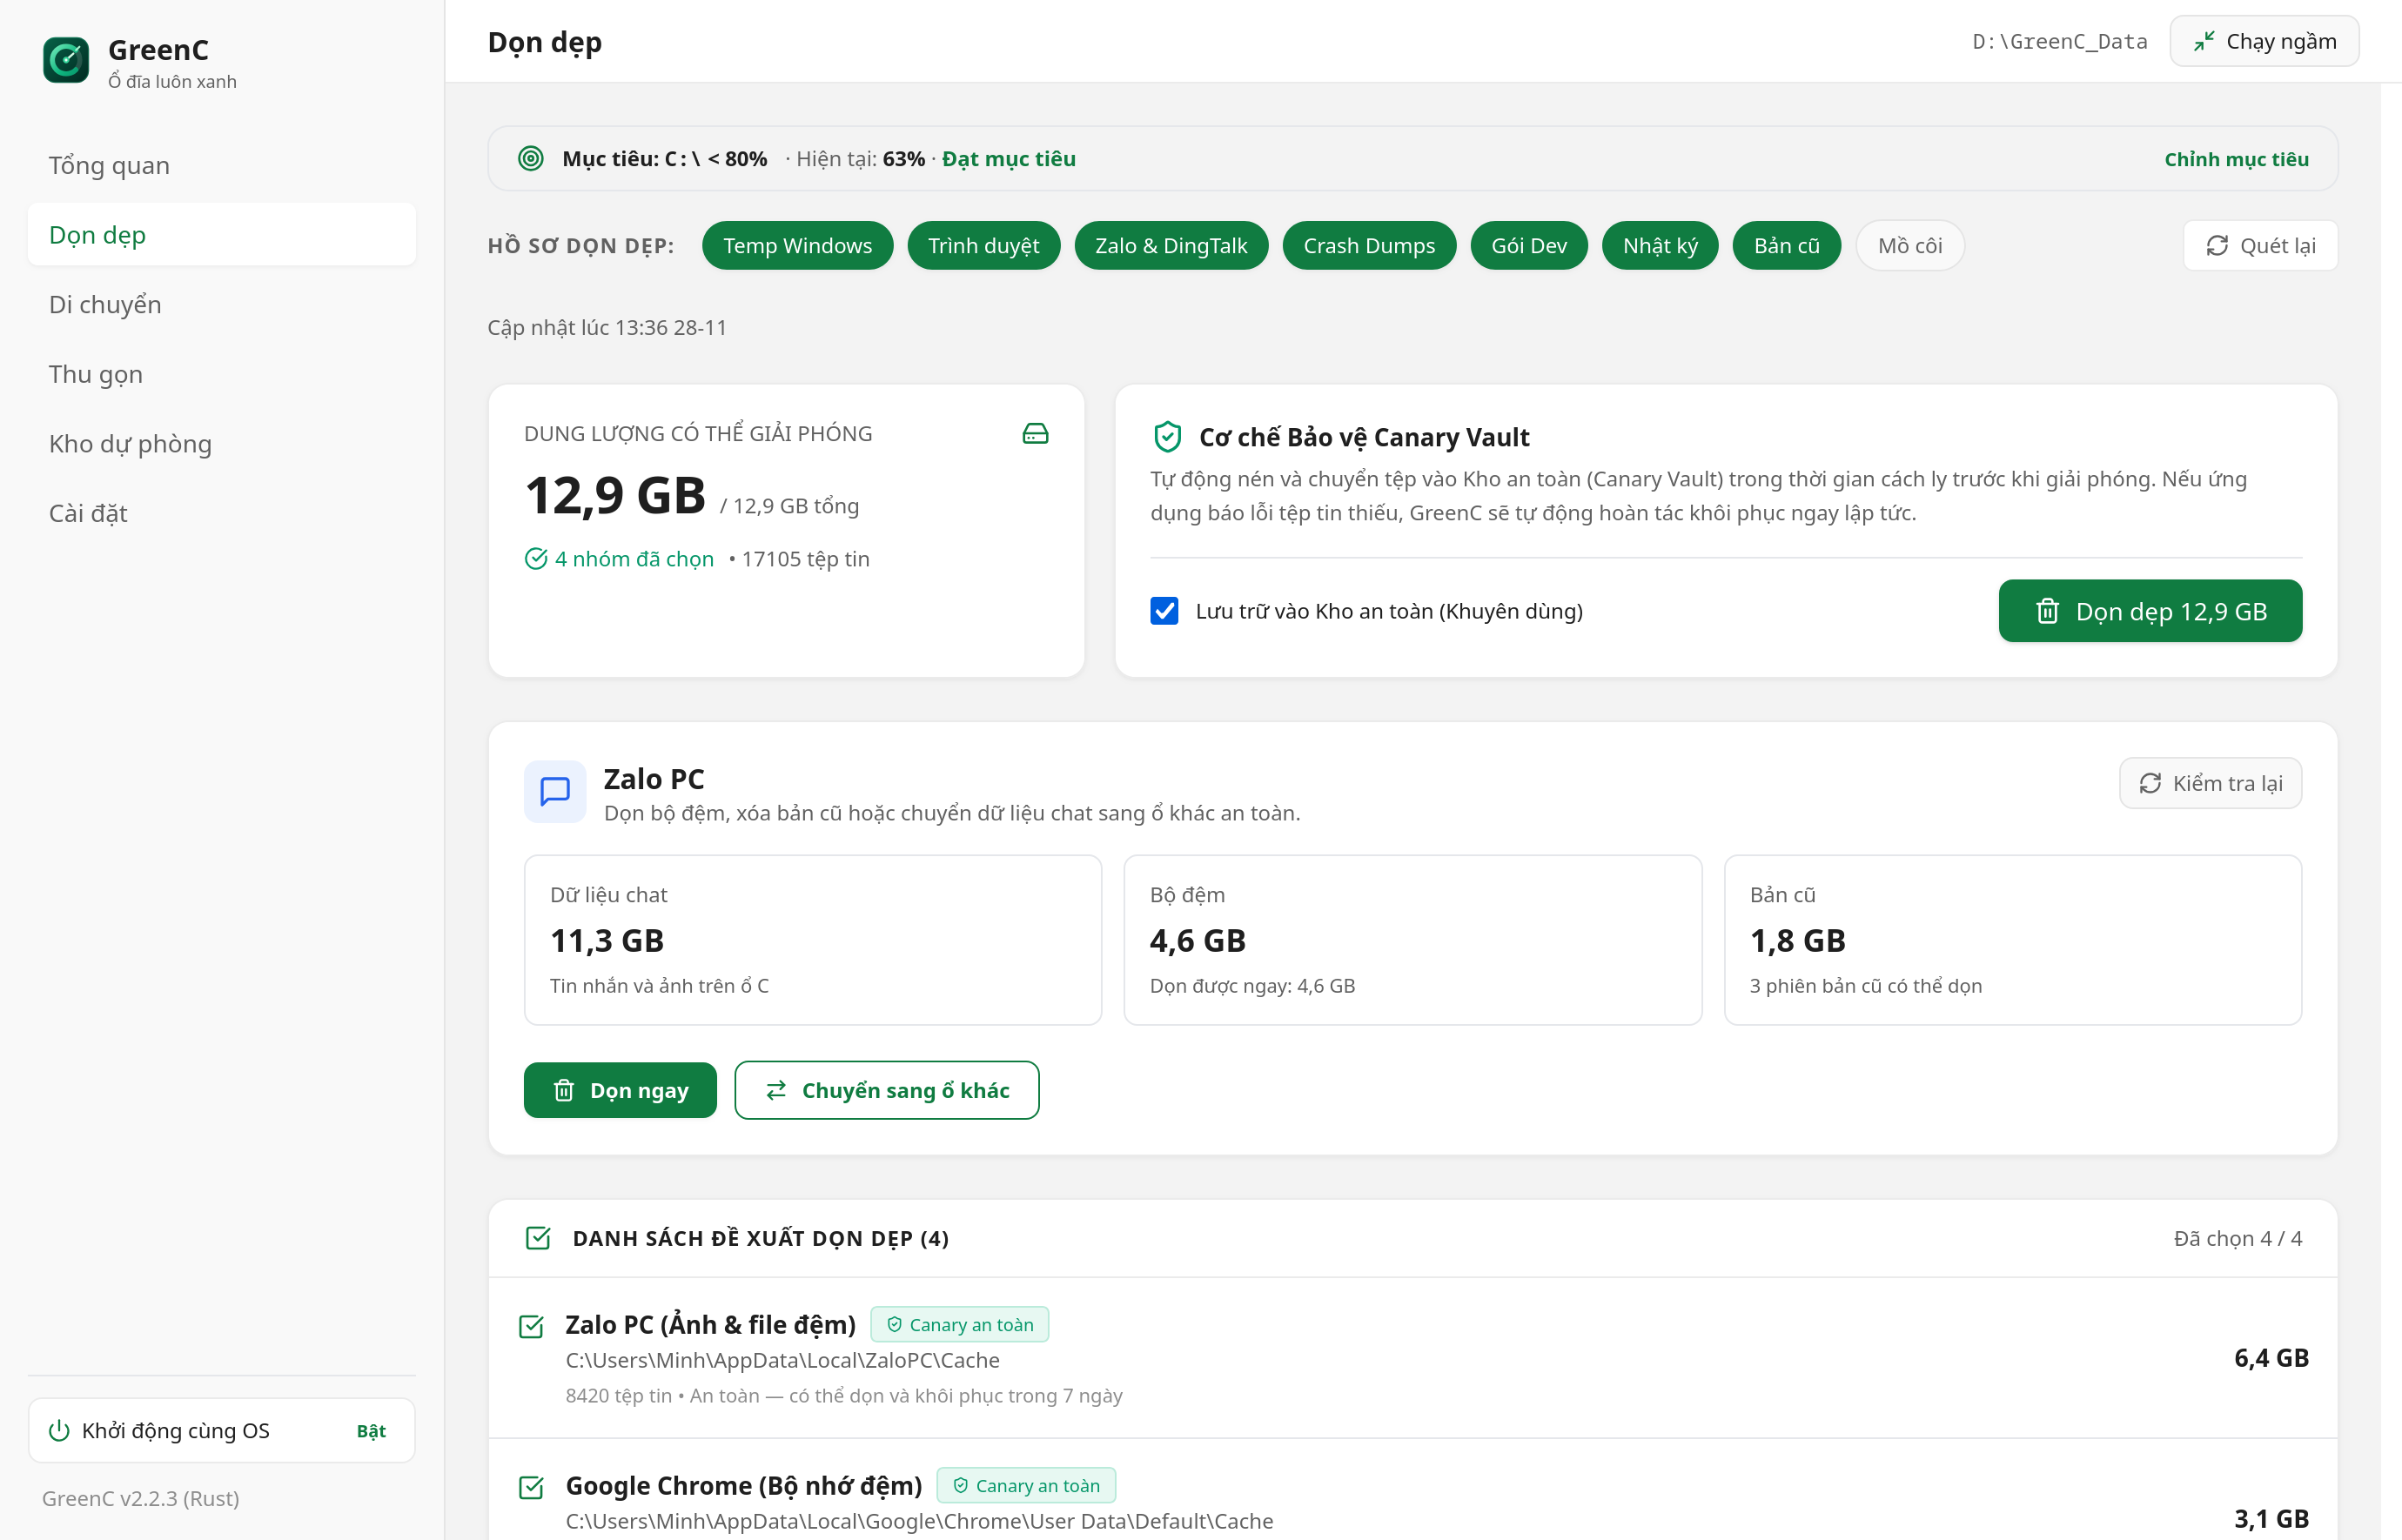 GreenC
Ổ đĩa luôn xanh
Tổng quan
Dọn dẹp
Di chuyển
Thu gọn
Kho dự phòng
Cài đặt
Khởi động cùng OS Bật
GreenC v2.2.3 (Rust)
Dọn dẹp D:\GreenC_Data Chạy ngầm
Mục tiêu: C:\ < 80% · Hiện tại: 63% · Đạt mục tiêu Chỉnh mục tiêu
HỒ SƠ DỌN DẸP: Temp Windows Trình duyệt Zalo & DingTalk Crash Dumps Gói Dev Nhật ký Bản cũ Mồ côi Quét lại
Cập nhật lúc 13:36 28-11
DUNG LƯỢNG CÓ THỂ GIẢI PHÓNG
12,9 GB / 12,9 GB tổng
4 nhóm đã chọn • 17105 tệp tin
Cơ chế Bảo vệ Canary Vault
Tự động nén và chuyển tệp vào Kho an toàn (Canary Vault) trong thời gian cách ly trước khi giải phóng. Nếu ứng
dụng báo lỗi tệp tin thiếu, GreenC sẽ tự động hoàn tác khôi phục ngay lập tức.
Lưu trữ vào Kho an toàn (Khuyên dùng) Dọn dẹp 12,9 GB
Zalo PC
Dọn bộ đệm, xóa bản cũ hoặc chuyển dữ liệu chat sang ổ khác an toàn.
Kiểm tra lại
Dữ liệu chat
11,3 GB
Tin nhắn và ảnh trên ổ C
Bộ đệm
4,6 GB
Dọn được ngay: 4,6 GB
Bản cũ
1,8 GB
3 phiên bản cũ có thể dọn
Dọn ngay Chuyển sang ổ khác
DANH SÁCH ĐỀ XUẤT DỌN DẸP (4) Đã chọn 4 / 4
Zalo PC (Ảnh & file đệm) Canary an toàn
C:\Users\Minh\AppData\Local\ZaloPC\Cache
8420 tệp tin • An toàn — có thể dọn và khôi phục trong 7 ngày
6,4 GB
Google Chrome (Bộ nhớ đệm) Canary an toàn
C:\Users\Minh\AppData\Local\Google\Chrome\User Data\Default\Cache
3,1 GB